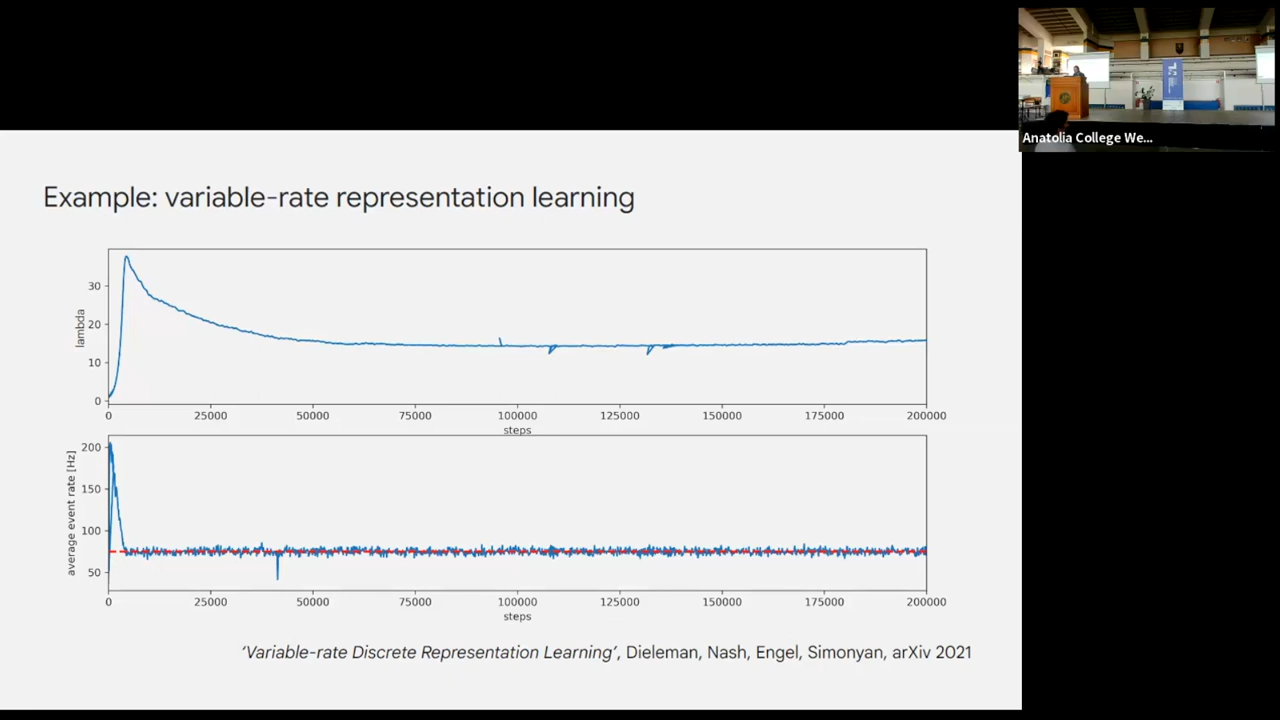 Anatolia College We...
Example: variable-rate representation learning
lambda
30
20
10
0
0 25000 50000 75000 100000 125000 150000 175000 200000
steps
average event rate [Hz]
200
150
100
50
0 25000 50000 75000 100000 125000 150000 175000 200000
steps
‘Variable-rate Discrete Representation Learning’, Dieleman, Nash, Engel, Simonyan, arXiv 2021